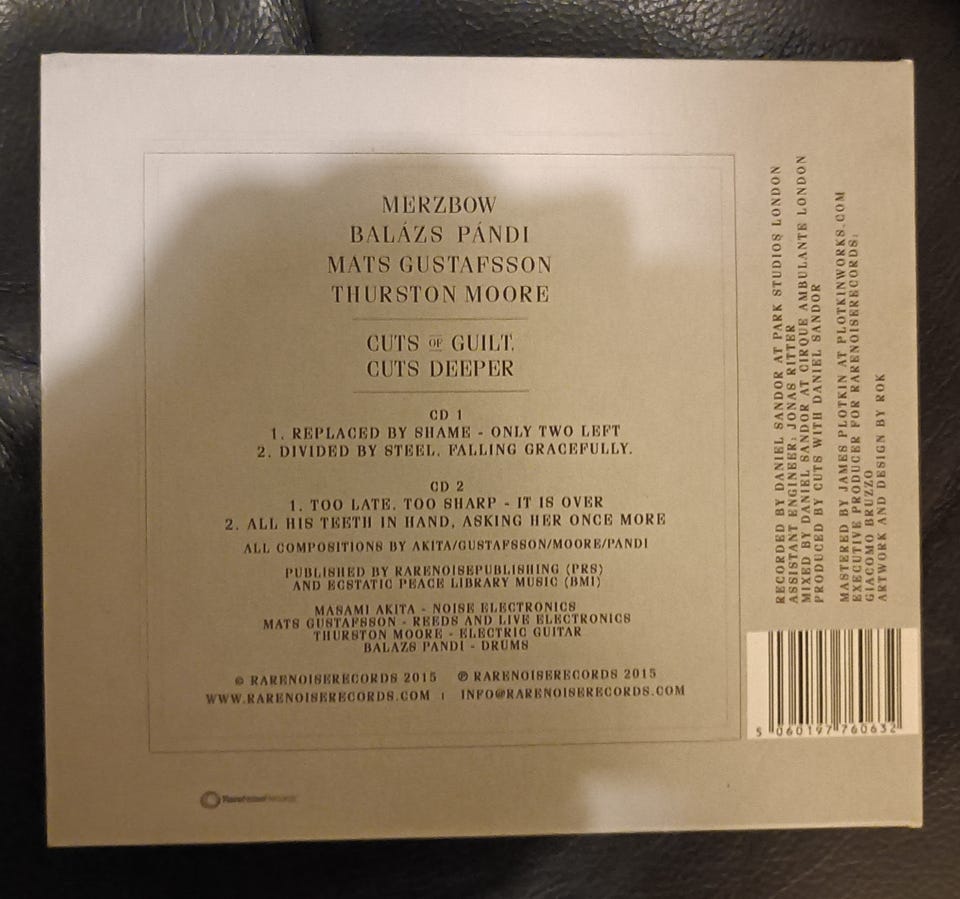 MERZBOW
BALÁZS PÁNDI
MATS GUSTAFSSON
THURSTON MOORE
CUTS OF GUILT,
CUTS DEEPER
CD 1
1. REPLACED BY SHAME - ONLY TWO LEFT
2. DIVIDED BY STEEL. FALLING GRACEFULLY.
CD 2
1. TOO LATE, TOO SHARP - IT IS OVER
2. ALL HIS TEETH IN HAND, ASKING HER ONCE MORE
ALL COMPOSITIONS BY AKITA/GUSTAFSSON/MOORE/PANDI
PUBLISHED BY RARENOISEPUBLISHING (PRS)
AND ECSTATIC PEACE LIBRARY MUSIC (BMI)
MASAMI AKITA - NOISE ELECTRONICS
MATS GUSTAFSSON - REEDS AND LIVE ELECTRONICS
THURSTON MOORE - ELECTRIC GUITAR
BALAZS PANDI - DRUMS
© RARENOISERECORDS 2015 ℗ RARENOISERECORDS 2015
WWW.RARENOISERECORDS.COM | INFO@RARENOISERECORDS.COM
RareNoiseRecords
RECORDED BY DANIEL SANDOR AT PARK STUDIOS LONDON
ASSISTANT ENGINEER: JONAS RITTER
MIXED BY DANIEL SANDOR AT CIRQUE AMBULANTE LONDON
PRODUCED BY CUTS WITH DANIEL SANDOR
MASTERED BY JAMES PLOTKIN AT PLOTKINWORKS.COM
EXECUTIVE PRODUCER FOR RARENOISERECORDS:
GIACOMO BRUZZO
ARTWORK AND DESIGN BY ROK
5 060197 760632